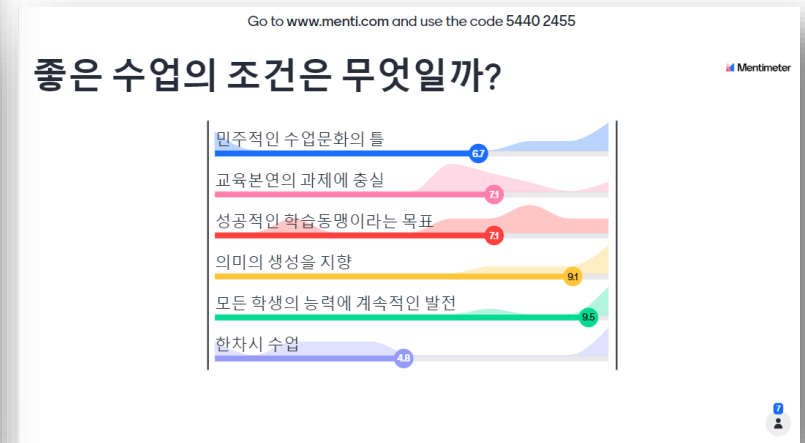 Go to www.menti.com and use the code 5440 2455
좋은 수업의 조건은 무엇일까?
Mentimeter
민주적인 수업문화의 틀
6.7
교육본연의 과제에 충실
7.1
성공적인 학습동맹이라는 목표
7.1
의미의 생성을 지향
9.1
모든 학생의 능력에 계속적인 발전
9.5
한차시 수업
4.8
7